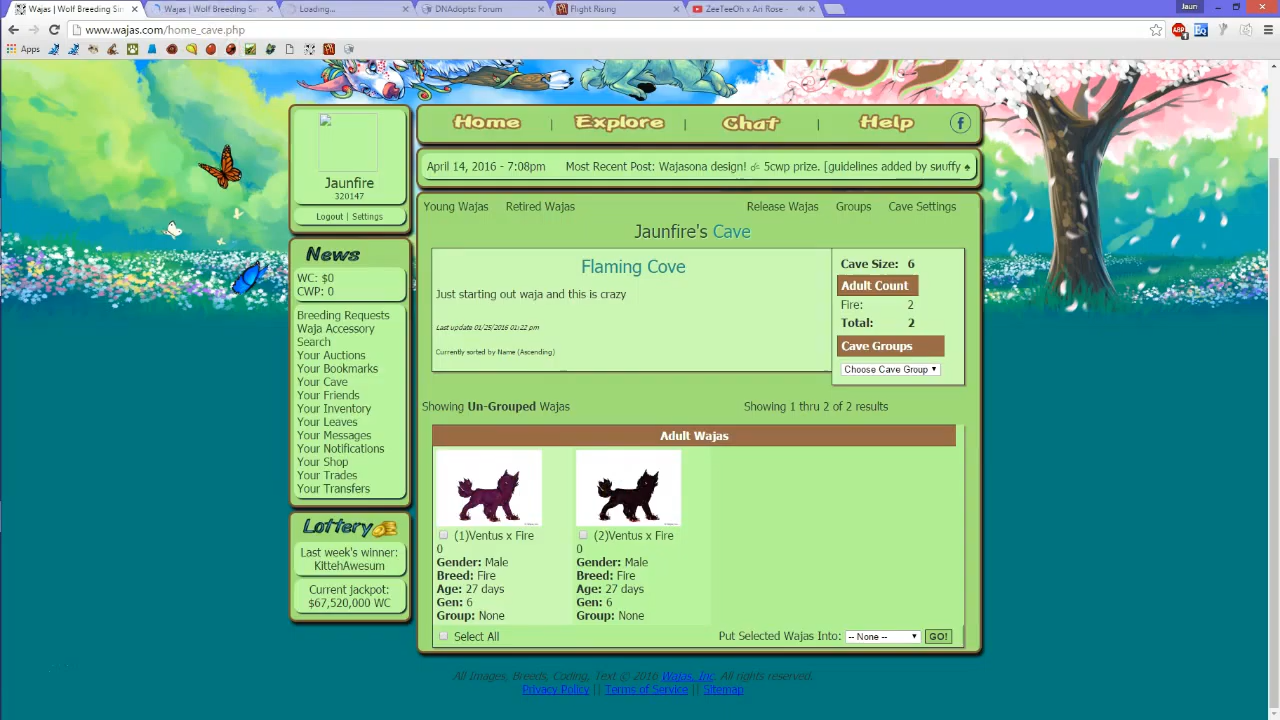 Wajas | Wolf Breeding Sim
Wajas | Wolf Breeding Si
Loading...
DNAdopts: Forum
Flight Rising
ZeeTeeOh x Ari Rose -
Jaun
www.wajas.com/home_cave.php
Apps
Home | Explore | Chat | Help
Jaunfire
320147
Logout | Settings
April 14, 2016 - 7:08pm
Most Recent Post: Wajasona design! 5cwp prize. [guidelines added by
Young Wajas
Retired Wajas
Release Wajas
Groups
Cave Settings
Jaunfire's Cave
News
WC: $0
CWP: 0
Breeding Requests
Waja Accessory
Search
Your Auctions
Your Bookmarks
Your Cave
Your Friends
Your Inventory
Your Leaves
Your Messages
Your Notifications
Your Shop
Your Trades
Your Transfers
Lottery
Last week's winner:
KittehAwesum
Current jackpot:
$67,520,000 WC
Flaming Cove
Just starting out waja and this is crazy
Last update 01/25/2016 01:22 pm
Currently sorted by Name (Ascending)
Cave Size: 6
Adult Count
Fire: 2
Total: 2
Cave Groups
Choose Cave Group
Showing Un-Grouped Wajas
Showing 1 thru 2 of 2 results
Adult Wajas
(1)Ventus x Fire
0
Gender: Male
Breed: Fire
Age: 27 days
Gen: 6
Group: None
(2)Ventus x Fire
0
Gender: Male
Breed: Fire
Age: 27 days
Gen: 6
Group: None
Select All
Put Selected Wajas Into:
-- None --
GO!
All Images, Breeds, Coding, Text © 2016 Wajas, Inc. All rights reserved.
Privacy Policy || Terms of Service || Sitemap